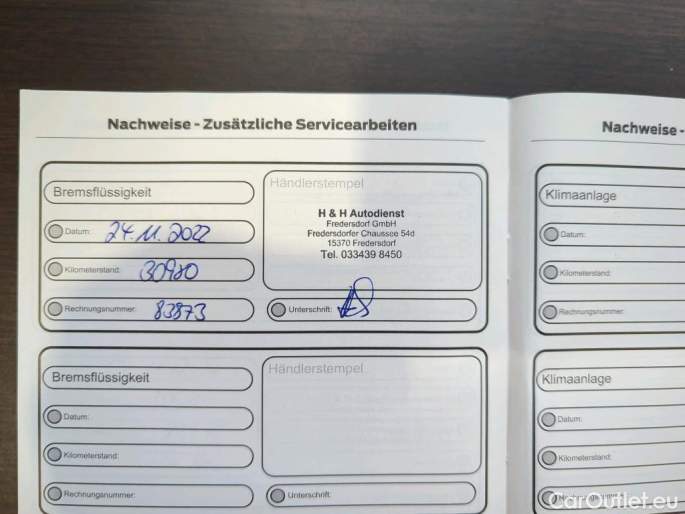 Nachweise - Zusätzliche Servicearbeiten
Bremsflüssigkeit
Datum: 24.11.2022
Kilometerstand: 30980
Rechnungsnummer: 83873
Händlerstempel
H & H Autodienst
Fredersdorf GmbH
Fredersdorfer Chaussee 54d
15370 Fredersdorf
Tel. 033439 8450
Unterschrift:
Bremsflüssigkeit
Datum:
Kilometerstand:
Rechnungsnummer:
Händlerstempel
Unterschrift:
Nachweise -
Klimaanlage
Datum:
Kilometerstand:
Rechnungsnummer:
Klimaanlage
Datum:
Kilometerstand:
Rechnungsnummer:
CarOutlet.eu